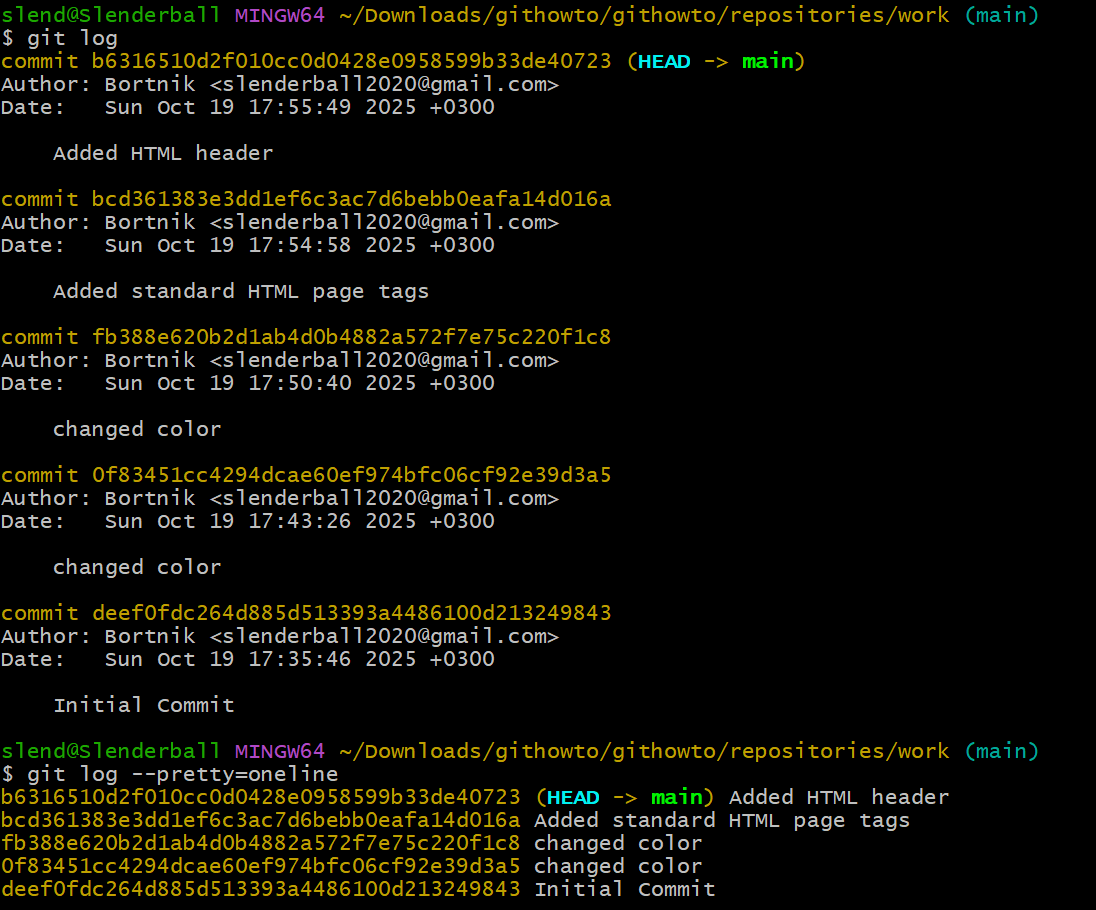 slend@Slenderball MINGW64 ~/Downloads/githowto/githowto/repositories/work (main)
$ git log
commit b6316510d2f010cc0d0428e0958599b33de40723 (HEAD -> main)
Author: Bortnik <slenderball2020@gmail.com>
Date:   Sun Oct 19 17:55:49 2025 +0300

    Added HTML header

commit bcd361383e3dd1ef6c3ac7d6bebb0eafa14d016a
Author: Bortnik <slenderball2020@gmail.com>
Date:   Sun Oct 19 17:54:58 2025 +0300

    Added standard HTML page tags

commit fb388e620b2d1ab4d0b4882a572f7e75c220f1c8
Author: Bortnik <slenderball2020@gmail.com>
Date:   Sun Oct 19 17:50:40 2025 +0300

    changed color

commit 0f83451cc4294dcae60ef974bfc06cf92e39d3a5
Author: Bortnik <slenderball2020@gmail.com>
Date:   Sun Oct 19 17:43:26 2025 +0300

    changed color

commit deef0fdc264d885d513393a4486100d213249843
Author: Bortnik <slenderball2020@gmail.com>
Date:   Sun Oct 19 17:35:46 2025 +0300

    Initial Commit

slend@Slenderball MINGW64 ~/Downloads/githowto/githowto/repositories/work (main)
$ git log --pretty=oneline
b6316510d2f010cc0d0428e0958599b33de40723 (HEAD -> main) Added HTML header
bcd361383e3dd1ef6c3ac7d6bebb0eafa14d016a Added standard HTML page tags
fb388e620b2d1ab4d0b4882a572f7e75c220f1c8 changed color
0f83451cc4294dcae60ef974bfc06cf92e39d3a5 changed color
deef0fdc264d885d513393a4486100d213249843 Initial Commit